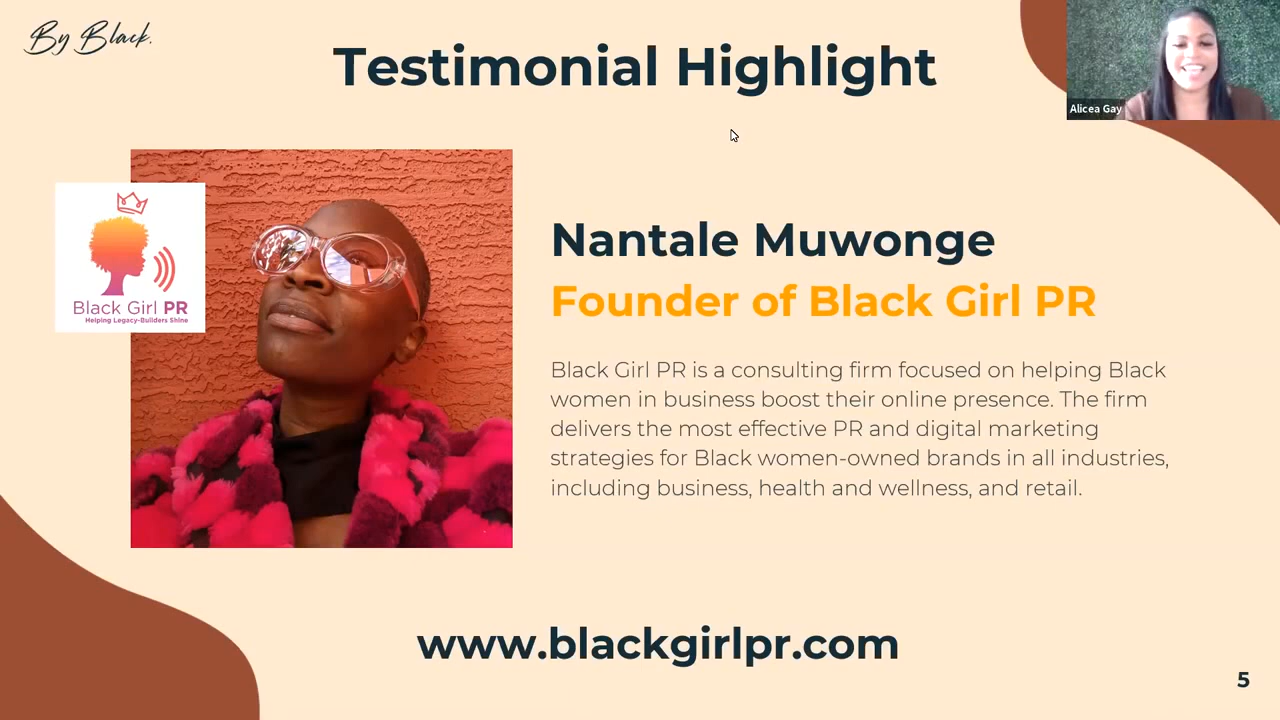 By Black.
Testimonial Highlight
Alicea Gay
Black Girl PR
Helping Legacy-Builders Shine
Nantale Muwonge
Founder of Black Girl PR
Black Girl PR is a consulting firm focused on helping Black
women in business boost their online presence. The firm
delivers the most effective PR and digital marketing
strategies for Black women-owned brands in all industries,
including business, health and wellness, and retail.
www.blackgirlpr.com
5